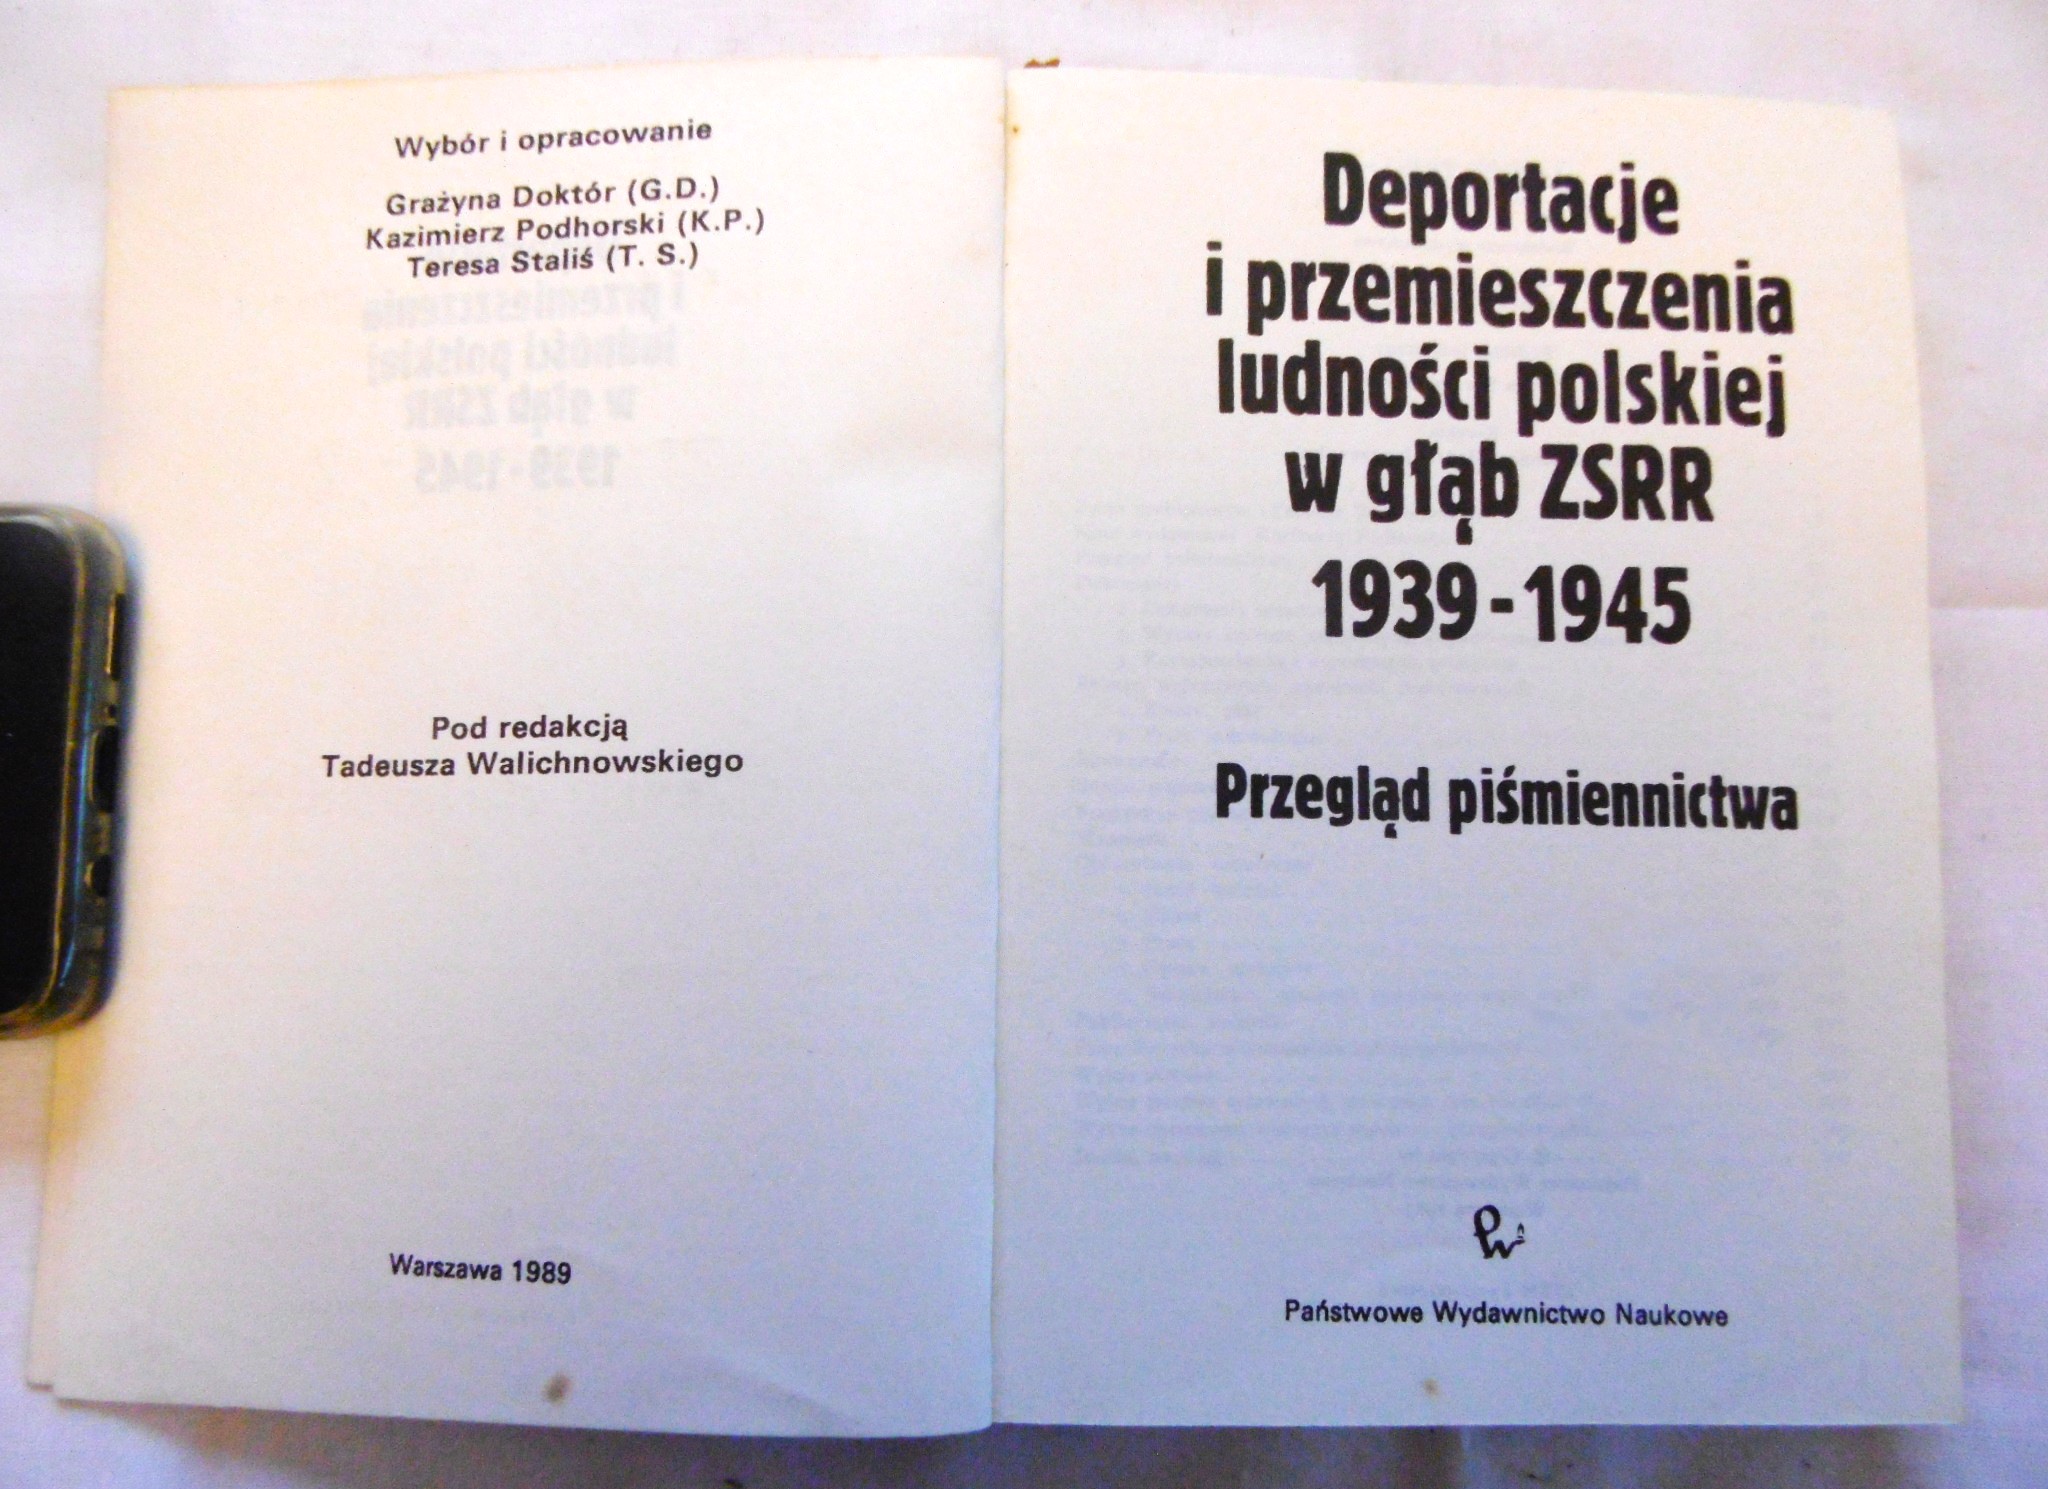 Wybór i opracowanie
Grażyna Doktór (G.D.)
Kazimierz Podhorski (K.P.)
Teresa Staliś (T. S.)
Pod redakcją
Tadeusza Walichnowskiego
Warszawa 1989
Deportacje
i przemieszczenia
ludności polskiej
w głąb ZSRR
1939-1945
Przegląd piśmiennictwa
Państwowe Wydawnictwo Naukowe